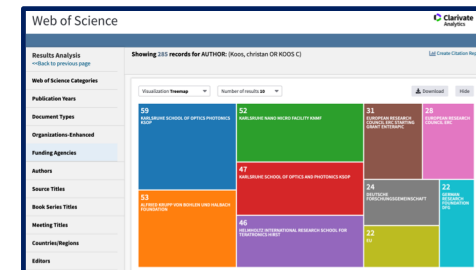 Web of Science
Clarivate
Analytics
Results Analysis
<<Back to previous page
Showing 285 records for AUTHOR: (Koos, christan OR KOOS C)
Create Citation Rep
Web of Science Categories
Publication Years
Document Types
Organizations-Enhanced
Funding Agencies
Authors
Source Titles
Book Series Titles
Meeting Titles
Countries/Regions
Editors
Visualization Treemap
Number of results 10
Download
Hide
59
KARLSRUHE SCHOOL OF OPTICS PHOTONICS
KSOP
53
ALFRIED KRUPP VON BOHLEN UND HALBACH
FOUNDATION
52
KARLSRUHE NANO MICRO FACILITY KNMF
47
KARLSRUHE SCHOOL OF OPTICS AND PHOTONICS KSOP
46
HELMHOLTZ INTERNATIONAL RESEARCH SCHOOL FOR
TERATRONICS HIRST
31
EUROPEAN RESEARCH
COUNCIL ERC STARTING
GRANT ENTERAPIC
28
EUROPEAN RESEARCH
COUNCIL ERC
24
DEUTSCHE
FORSCHUNGSGEMEINSCHAFT
22
EU
22
GERMAN
RESEARCH
FOUNDATION
DFG